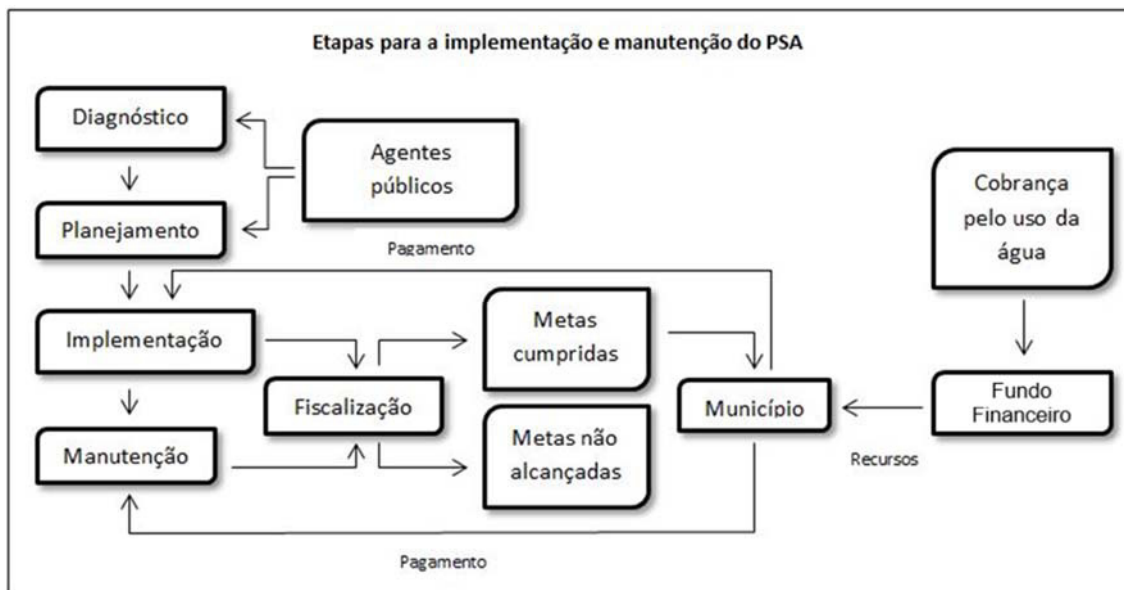 Etapas para a implementação e manutenção do PSA
Diagnóstico
Agentes
públicos
Planejamento
Cobrança
pelo uso da
água
Pagamento
Implementação
Metas
cumpridas
Fiscalização
Município
Fundo
Financeiro
Manutenção
Metas não
alcançadas
Recursos
Pagamento